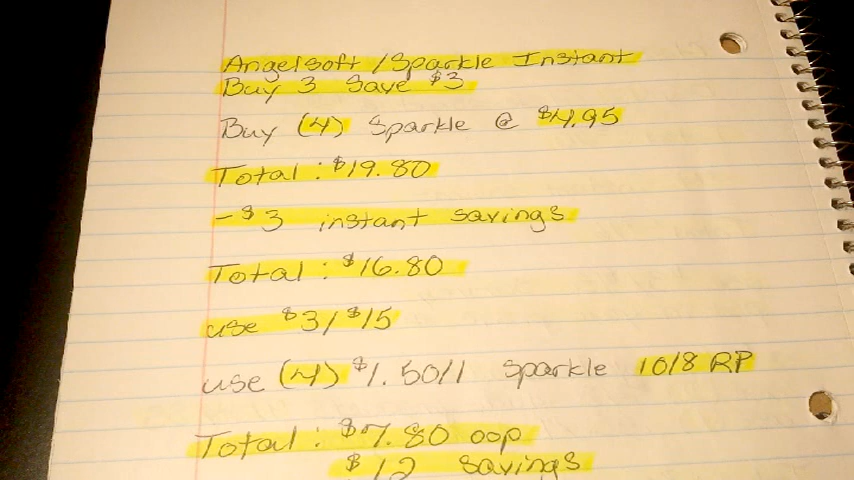 Angelsoft / Sparkle Instant
Buy 3 Save $3
Buy (4) Sparkle @ $4.95
Total: $19.80
-$3 instant savings
Total: $16.80
use $3/$15
use (4) $1.50/1 Sparkle 10/8 RP
Total: $7.80 oop
$12 savings